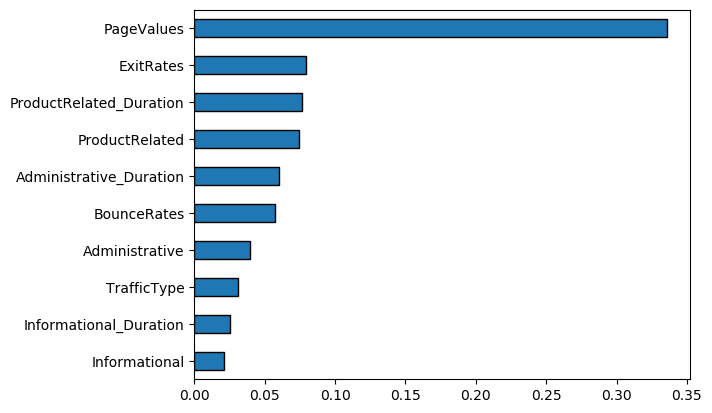 PageValues
ExitRates
ProductRelated_Duration
ProductRelated
Administrative_Duration
BounceRates
Administrative
TrafficType
Informational_Duration
Informational
0.00 0.05 0.10 0.15 0.20 0.25 0.30 0.35